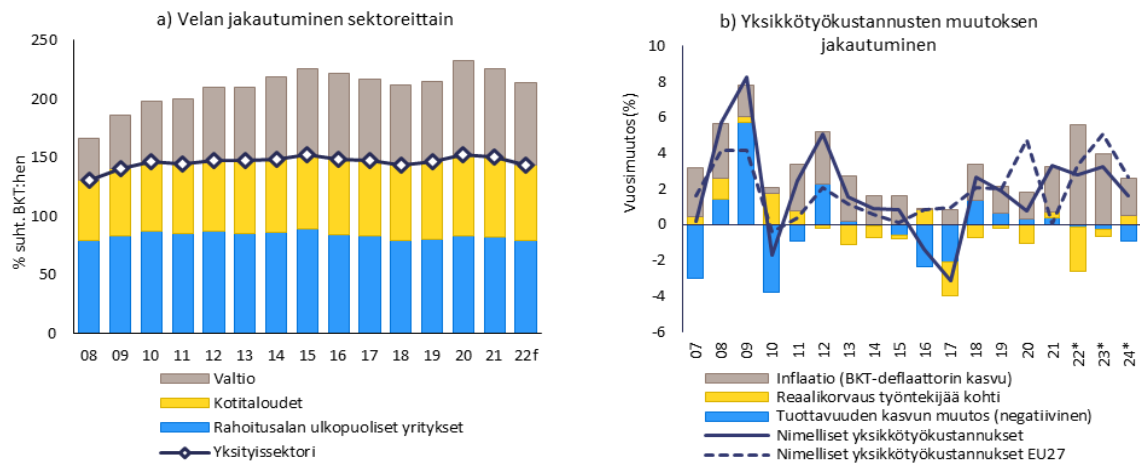 a) Velan jakautuminen sektoreittain
250
200
150
100
50
0
% suht. BKT:hen
08 09 10 11 12 13 14 15 16 17 18 19 20 21 22f
Valtio
Kotitaloudet
Rahoitusalan ulkopuoliset yritykset
Yksityissektori
b) Yksikkötyökustannusten muutoksen
jakautuminen
10
8
6
4
2
0
-2
-4
-6
Vuosimuutos (%)
07 08 09 10 11 12 13 14 15 16 17 18 19 20 21 22* 23* 24*
Inflaatio (BKT-deflaattorin kasvu)
Reaalikorvaus työntekijää kohti
Tuottavuuden kasvun muutos (negatiivinen)
Nimelliset yksikkötyökustannukset
Nimelliset yksikkötyökustannukset EU27